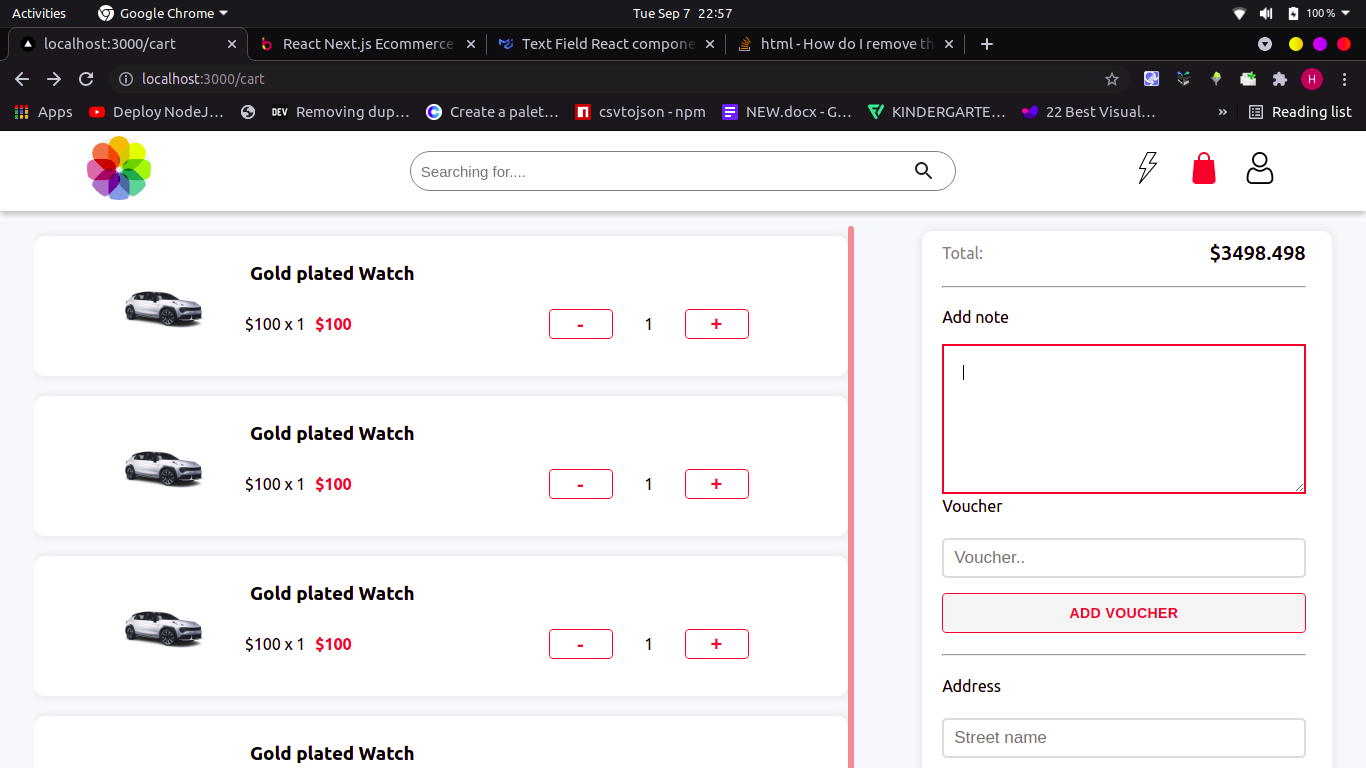 Activities Google Chrome Tue Sep 7 22:57 100 %
localhost:3000/cart React Next.js Ecommerce Text Field React compone html - How do I remove th
localhost:3000/cart H
Apps Deploy NodeJ… DEV Removing dup… Create a palet… csvtojson - npm NEW.docx - G… KINDERGARTE… 22 Best Visual… » Reading list
Searching for....
Total: $3498.498
Add note
Gold plated Watch
$100 x 1 $100 - 1 +
Gold plated Watch
$100 x 1 $100 - 1 +
Gold plated Watch
$100 x 1 $100 - 1 +
Gold plated Watch
Voucher
Voucher..
ADD VOUCHER
Address
Street name